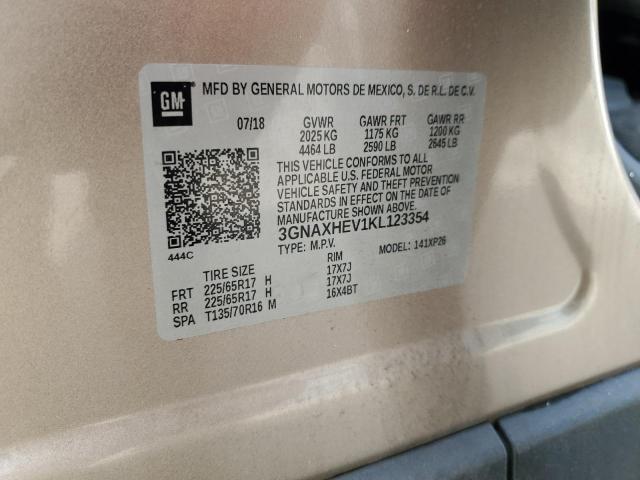 GM MFD BY GENERAL MOTORS DE MEXICO, S. DE R.L. DE C.V.
07/18 GVWR GAWR FRT GAWR RR
2025 KG 1175 KG 1200 KG
4464 LB 2590 LB 2645 LB
THIS VEHICLE CONFORMS TO ALL
APPLICABLE U.S. FEDERAL MOTOR
VEHICLE SAFETY AND THEFT PREVENTION
STANDARDS IN EFFECT ON THE DATE OF
MANUFACTURE SHOWN ABOVE.
3GNAXHEV1KL123354
444C TYPE: M.P.V. MODEL: 141XP26
TIRE SIZE RIM
FRT 225/65R17 H 17X7J
RR 225/65R17 H 17X7J
SPA T135/70R16 M 16X4BT